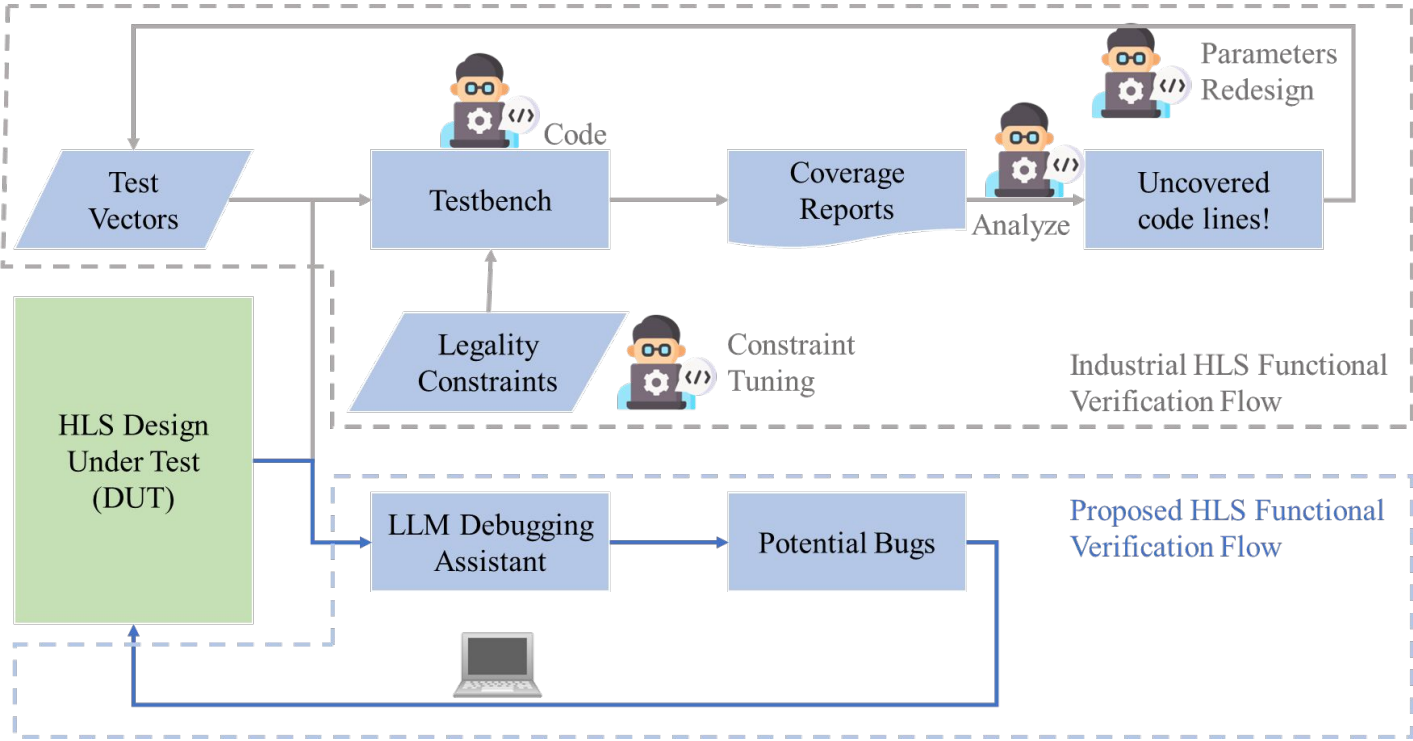 Parameters
Redesign
Code
Test
Vectors
Testbench
Coverage
Reports
Analyze
Uncovered
code lines!
Legality
Constraints
Constraint
Tuning
Industrial HLS Functional
Verification Flow
HLS Design
Under Test
(DUT)
LLM Debugging
Assistant
Potential Bugs
Proposed HLS Functional
Verification Flow